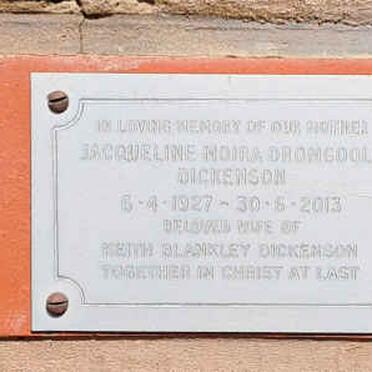 IN LOVING MEMORY OF OUR MOTHER
JACQUELINE MOIRA DROMGOOL
DICKENSON
6-4-1927 ~ 30-6-2013
BELOVED WIFE OF
KEITH BLANKLEY DICKENSON
TOGETHER IN CHRIST AT LAST